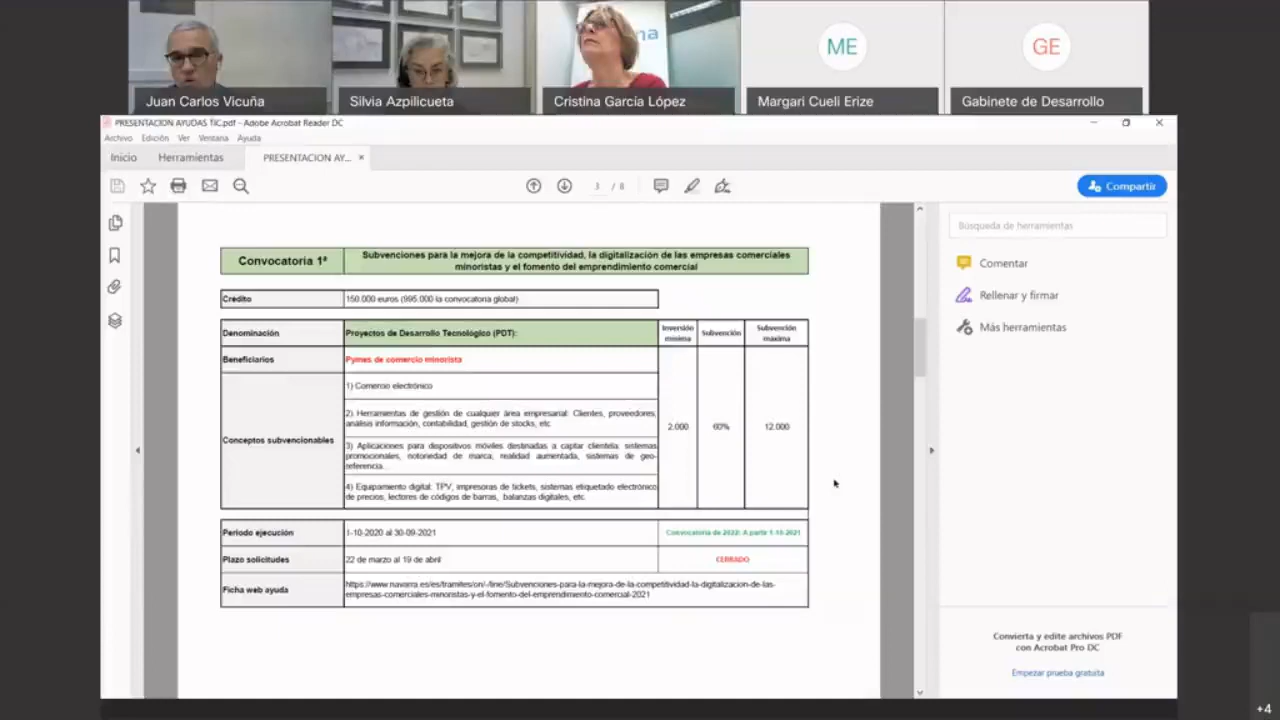 na
ME
GE
Juan Carlos Vicuña
Silvia Azpilicueta
Cristina García López
Margari Cueli Erize
Gabinete de Desarrollo
PRESENTACION AYUDAS TIC.pdf - Adobe Acrobat Reader DC
Archivo Edición Ver Ventana Ayuda
Inicio
Herramientas
PRESENTACION AY... ×
3 / 8
Compartir
Búsqueda de herramientas
Comentar
Rellenar y firmar
Más herramientas
Convocatoria 1ª
Subvenciones para la mejora de la competitividad, la digitalización de las empresas comerciales
minoristas y el fomento del emprendimiento comercial
Crédito
150.000 euros (995.000 la convocatoria global)
Denominación
Proyectos de Desarrollo Tecnológico (PDT):
Inversión
mínima
Subvención
Subvención
maxima
Beneficiarios
Pymes de comercio minorista
Conceptos subvencionables
1) Comercio electrónico
2) Herramientas de gestión de cualquier área empresarial: Clientes, proveedores,
análisis información, contabilidad, gestión de stocks, etc
3) Aplicaciones para dispositivos móviles destinadas a captar clientela, sistemas
promocionales, notoriedad de marca, realidad aumentada, sistemas de geo-
referencia.
4) Equipamiento digital: TPV, impresoras de tickets, sistemas etiquetado electrónico
de precios, lectores de códigos de barras, balanzas digitales, etc.
2.000
60%
12.000
Periodo ejecución
1-10-2020 al 30-09-2021
Convocatoria de 2022: A partir 1-10-2021
Plazo solicitudes
22 de marzo al 19 de abril
CERRADO
Ficha web ayuda
https://www.navarra.es/es/tramites/on/-/line/Subvenciones-para-la-mejora-de-la-competitividad-la-digitalizacion-de-las-
empresas-comerciales-minoristas-y-el-fomento-del-emprendimiento-comercial-2021
Convierta y edite archivos PDF
con Acrobat Pro DC
Empezar prueba gratuita
+4